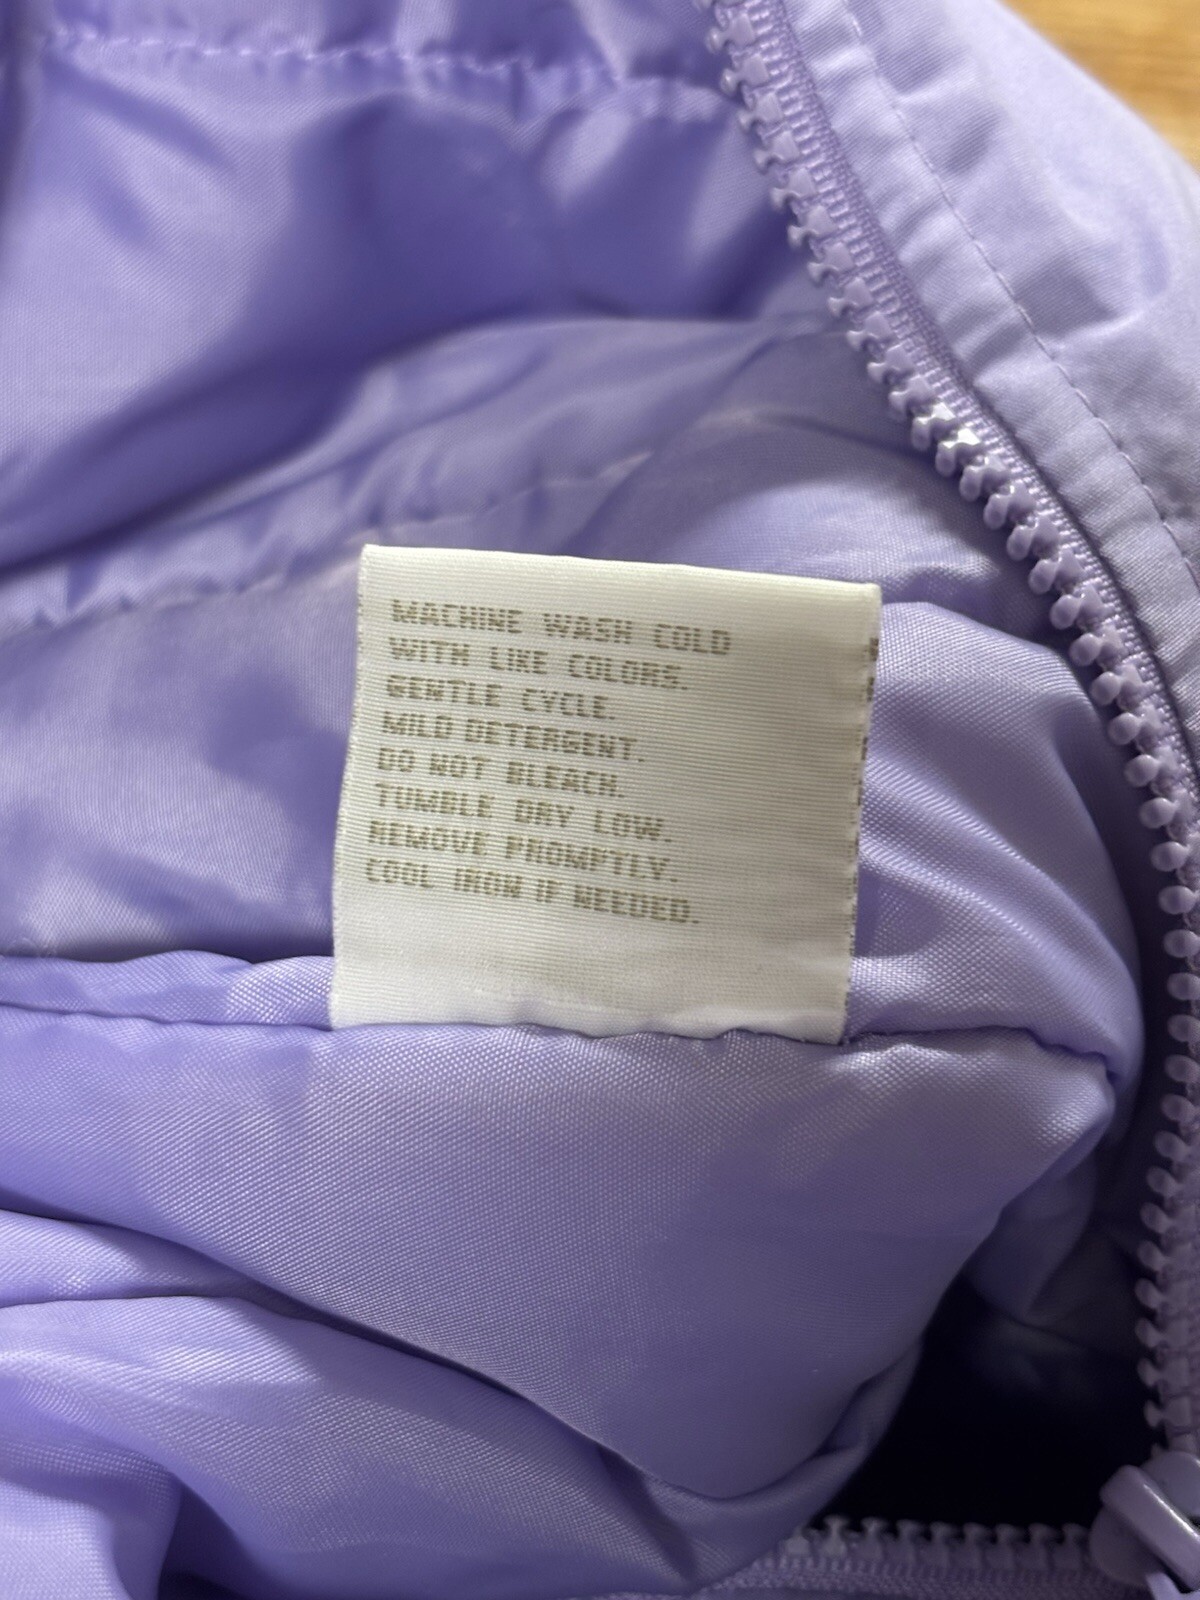 MACHINE WASH COLD
WITH LIKE COLORS.
GENTLE CYCLE.
MILD DETERGENT.
DO NOT BLEACH.
TUMBLE DRY LOW.
REMOVE PROMPTLY.
COOL IRON IF NEEDED.